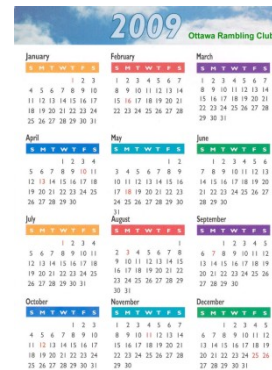 2009
Ottawa Rambling Club
January
S M T W T F S
1 2 3
4 5 6 7 8 9 10
11 12 13 14 15 16 17
18 19 20 21 22 23 24
25 26 27 28 29 30 31
February
S M T W T F S
1 2 3 4 5 6 7
8 9 10 11 12 13 14
15 16 17 18 19 20 21
22 23 24 25 26 27 28
March
S M T W T F S
1 2 3 4 5 6 7
8 9 10 11 12 13 14
15 16 17 18 19 20 21
22 23 24 25 26 27 28
29 30 31
April
S M T W T F S
1 2 3 4
5 6 7 8 9 10 11
12 13 14 15 16 17 18
19 20 21 22 23 24 25
26 27 28 29 30
May
S M T W T F S
1 2
3 4 5 6 7 8 9
10 11 12 13 14 15 16
17 18 19 20 21 22 23
24 25 26 27 28 29 30
31
June
S M T W T F S
1 2 3 4 5 6
7 8 9 10 11 12 13
14 15 16 17 18 19 20
21 22 23 24 25 26 27
28 29 30
July
S M T W T F S
1 2 3 4
5 6 7 8 9 10 11
12 13 14 15 16 17 18
19 20 21 22 23 24 25
26 27 28 29 30 31
August
S M T W T F S
1
2 3 4 5 6 7 8
9 10 11 12 13 14 15
16 17 18 19 20 21 22
23 24 25 26 27 28 29
30 31
September
S M T W T F S
1 2 3 4 5
6 7 8 9 10 11 12
13 14 15 16 17 18 19
20 21 22 23 24 25 26
27 28 29 30
October
S M T W T F S
1 2 3
4 5 6 7 8 9 10
11 12 13 14 15 16 17
18 19 20 21 22 23 24
25 26 27 28 29 30 31
November
S M T W T F S
1 2 3 4 5 6 7
8 9 10 11 12 13 14
15 16 17 18 19 20 21
22 23 24 25 26 27 28
29 30
December
S M T W T F S
1 2 3 4 5
6 7 8 9 10 11 12
13 14 15 16 17 18 19
20 21 22 23 24 25 26
27 28 29 30 31